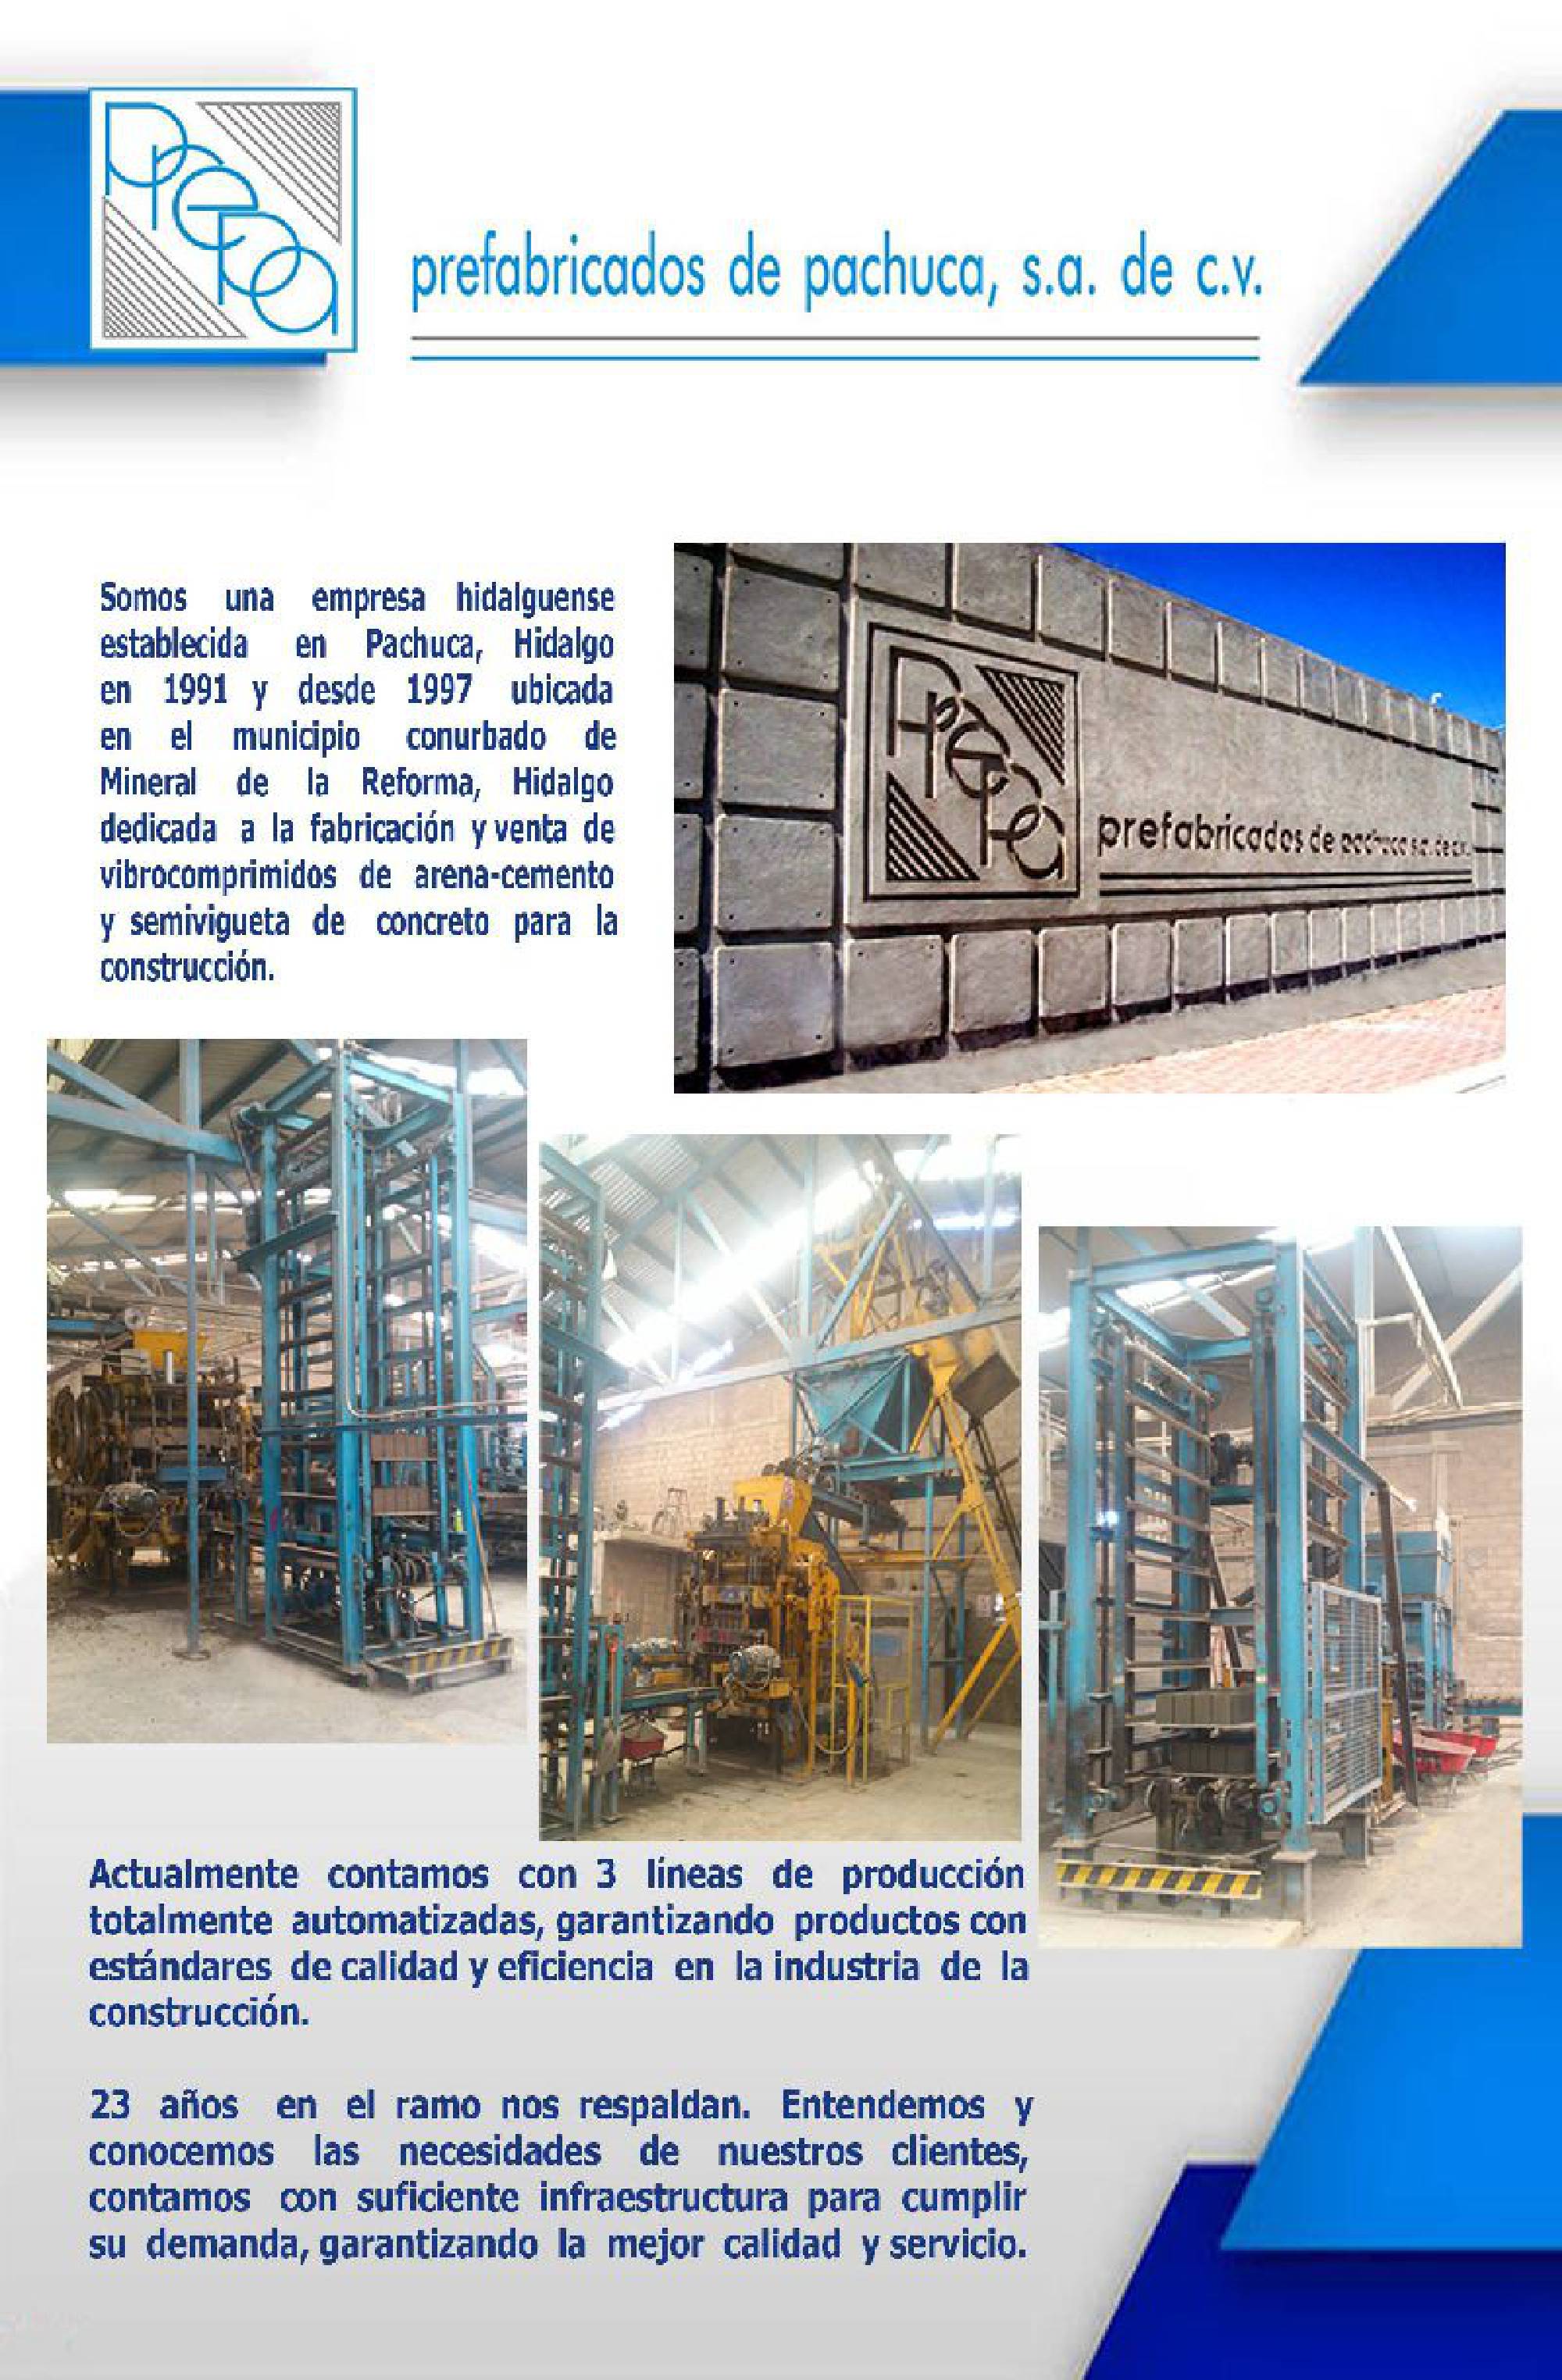 Prepa
prefabricados de pachuca, s.a. de c.v.
Somos una empresa hidalguense
establecida en Pachuca, Hidalgo
en 1991 y desde 1997 ubicada
en el municipio conurbado de
Mineral de la Reforma, Hidalgo
dedicada a la fabricación y venta de
vibrocomprimidos de arena-cemento
y semivigueta de concreto para la
construcción.
Prepa
prefabricados de pachuca s.a. de c.v.
Actualmente contamos con 3 líneas de producción
totalmente automatizadas, garantizando productos con
estándares de calidad y eficiencia en la industria de la
construcción.
23 años en el ramo nos respaldan. Entendemos y
conocemos las necesidades de nuestros clientes,
contamos con suficiente infraestructura para cumplir
su demanda, garantizando la mejor calidad y servicio.